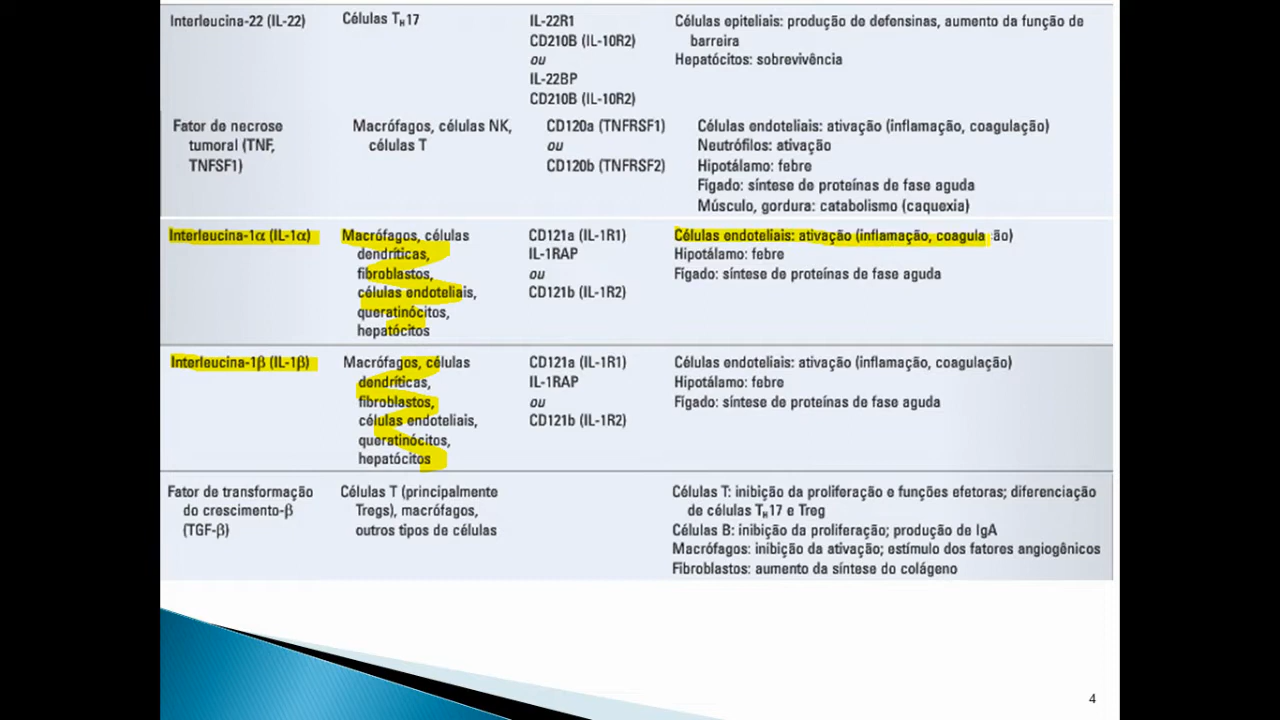 Interleucina-22 (IL-22)
Células TH17
IL-22R1
CD210B (IL-10R2)
ou
IL-22BP
CD210B (IL-10R2)
Células epiteliais: produção de defensinas, aumento da função de
barreira
Hepatócitos: sobrevivência
Fator de necrose
tumoral (TNF,
TNFSF1)
Macrófagos, células NK,
células T
CD120a (TNFRSF1)
ou
CD120b (TNFRSF2)
Células endoteliais: ativação (inflamação, coagulação)
Neutrófilos: ativação
Hipotálamo: febre
Fígado: síntese de proteínas de fase aguda
Músculo, gordura: catabolismo (caquexia)
Interleucina-1α (IL-1α)
Macrófagos, células
dendríticas,
fibroblastos,
células endoteliais,
queratinócitos,
hepatócitos
CD121a (IL-1R1)
IL-1RAP
ou
CD121b (IL-1R2)
Células endoteliais: ativação (inflamação, coagulação)
Hipotálamo: febre
Fígado: síntese de proteínas de fase aguda
Interleucina-1β (IL-1β)
Macrófagos, células
dendríticas,
fibroblastos,
células endoteliais,
queratinócitos,
hepatócitos
CD121a (IL-1R1)
IL-1RAP
ou
CD121b (IL-1R2)
Células endoteliais: ativação (inflamação, coagulação)
Hipotálamo: febre
Fígado: síntese de proteínas de fase aguda
Fator de transformação
do crescimento-β
(TGF-β)
Células T (principalmente
Tregs), macrófagos,
outros tipos de células
Células T: inibição da proliferação e funções efetoras; diferenciação
de células TH17 e Treg
Células B: inibição da proliferação; produção de IgA
Macrófagos: inibição da ativação; estímulo dos fatores angiogênicos
Fibroblastos: aumento da síntese do colágeno
4